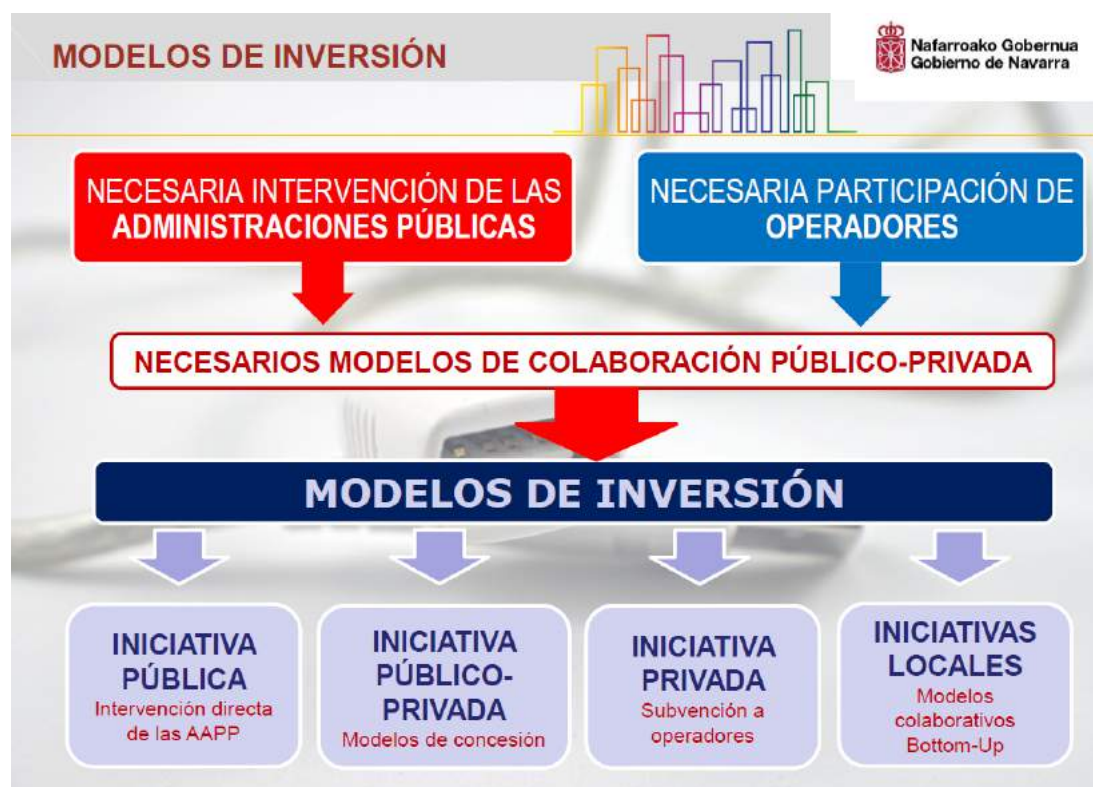 MODELOS DE INVERSIÓN
Nafarroako Gobernua
Gobierno de Navarra
NECESARIA INTERVENCIÓN DE LAS
ADMINISTRACIONES PÚBLICAS
NECESARIA PARTICIPACIÓN DE
OPERADORES
NECESARIOS MODELOS DE COLABORACIÓN PÚBLICO-PRIVADA
MODELOS DE INVERSIÓN
INICIATIVA
PÚBLICA
Intervención directa
de las AAPP
INICIATIVA
PÚBLICO-
PRIVADA
Modelos de concesión
INICIATIVA
PRIVADA
Subvención a
operadores
INICIATIVAS
LOCALES
Modelos
colaborativos
Bottom-Up